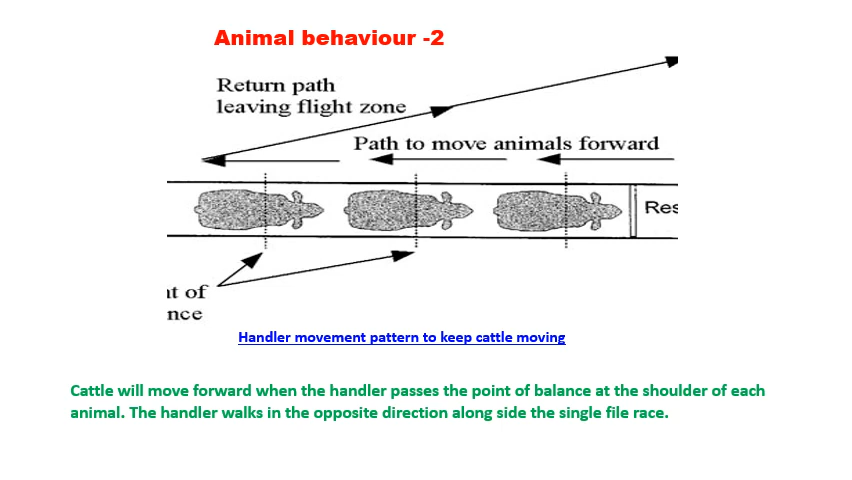 Animal behaviour -2
Return path
leaving flight zone
Path to move animals forward
Res
nt of
nce
Handler movement pattern to keep cattle moving
Cattle will move forward when the handler passes the point of balance at the shoulder of each
animal. The handler walks in the opposite direction along side the single file race.